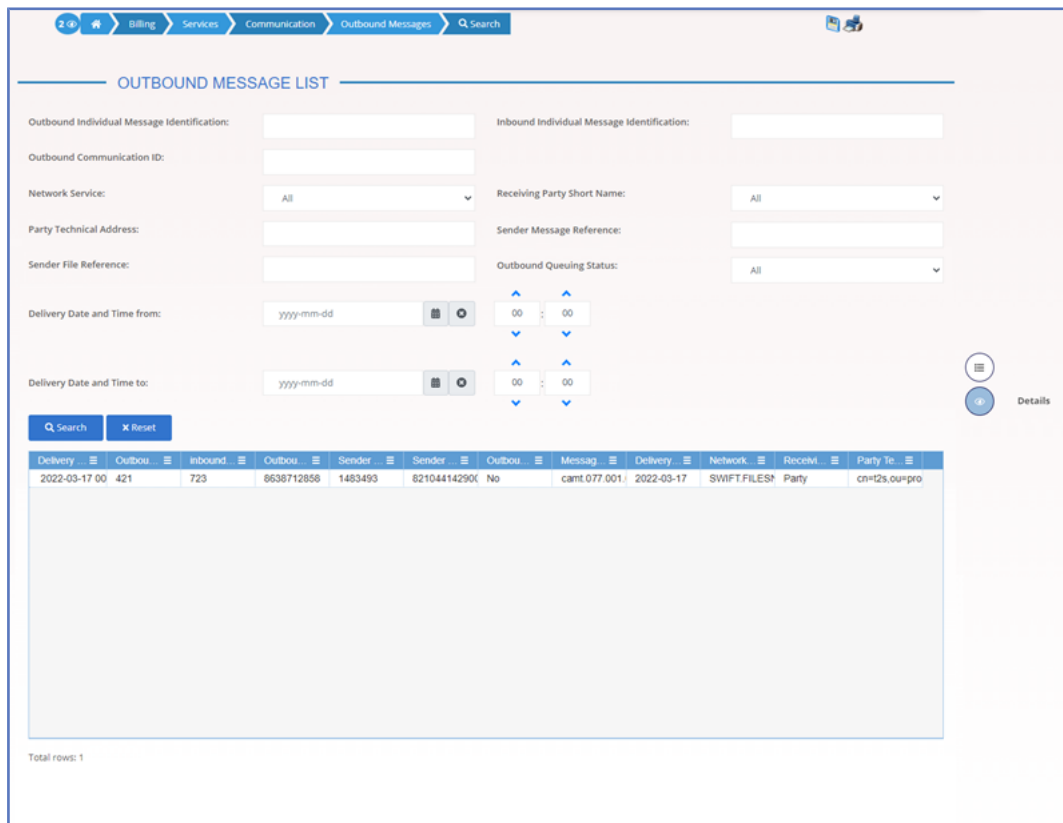 2 Billing Services Communication Outbound Messages Search
OUTBOUND MESSAGE LIST
Outbound Individual Message Identification: Inbound Individual Message Identification:
Outbound Communication ID:
Network Service: All Receiving Party Short Name: All
Party Technical Address: Sender Message Reference:
Sender File Reference: Outbound Queuing Status: All
Delivery Date and Time from: yyyy-mm-dd 00 : 00
Delivery Date and Time to: yyyy-mm-dd 00 : 00
Details
Search Reset
Delivery ... Outbou... Inbound... Outbou... Sender ... Sender ... Outbou... Messag... Delivery... Network... Receivi... Party Te...
2022-03-17 00 421 723 8638712858 1483493 821044142900 No camt.077.001. 2022-03-17 SWIFT.FILESN Party cn=t2s,ou=pro
Total rows: 1